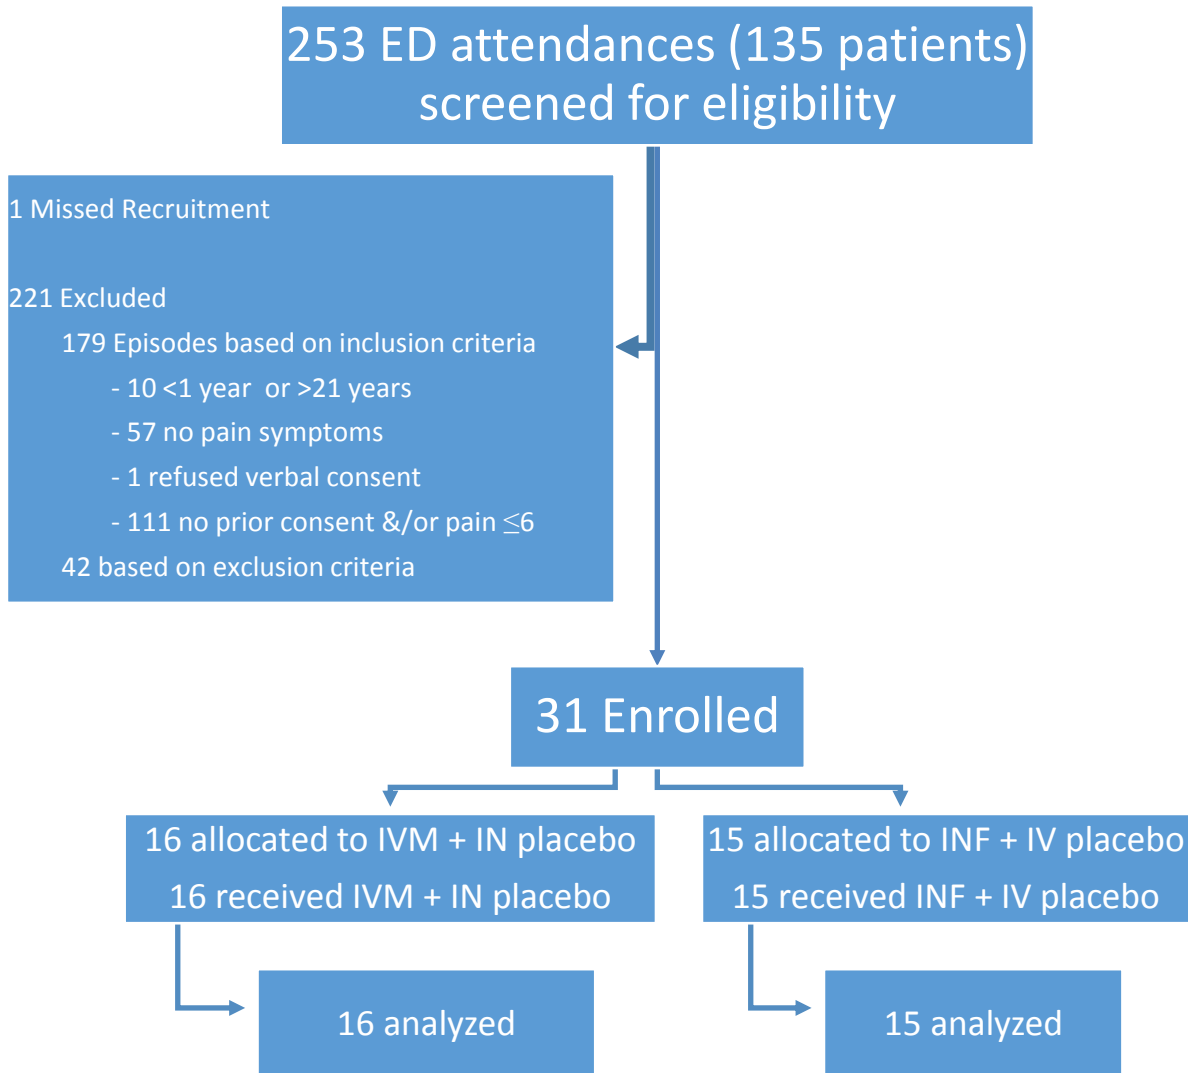 253 ED attendances (135 patients)
screened for eligibility
1 Missed Recruitment
221 Excluded
179 Episodes based on inclusion criteria
- 10 <1 year or >21 years
- 57 no pain symptoms
- 1 refused verbal consent
- 111 no prior consent &/or pain ≤6
42 based on exclusion criteria
31 Enrolled
16 allocated to IVM + IN placebo
16 received IVM + IN placebo
15 allocated to INF + IV placebo
15 received INF + IV placebo
16 analyzed
15 analyzed